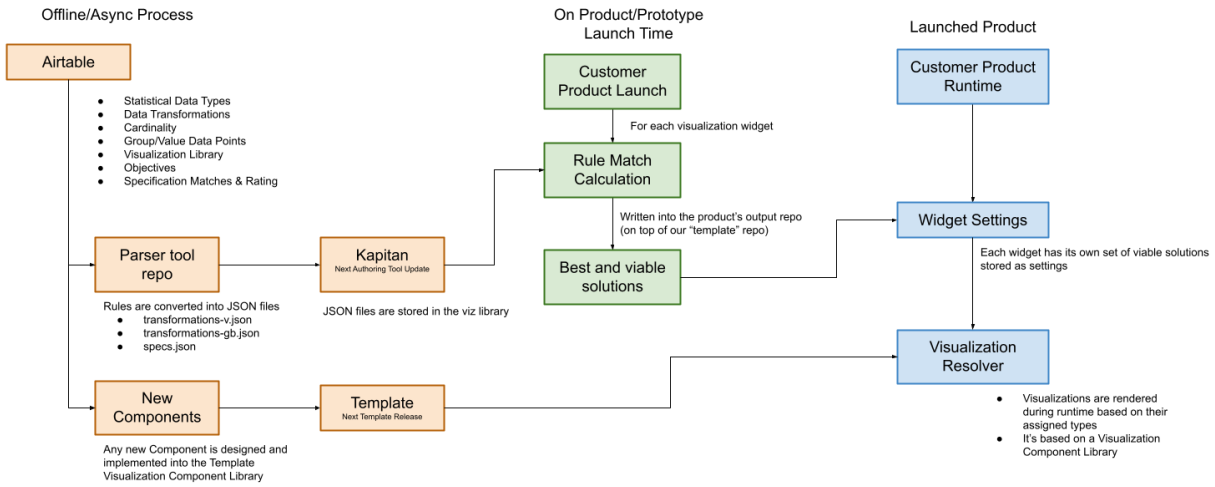 Offline/Async Process
On Product/Prototype
Launch Time
Launched Product
Airtable
● Statistical Data Types
● Data Transformations
● Cardinality
● Group/Value Data Points
● Visualization Library
● Objectives
● Specification Matches & Rating
Customer
Product Launch
For each visualization widget
Rule Match
Calculation
Written into the product's output repo
(on top of our "template" repo)
Best and viable
solutions
Customer Product
Runtime
Widget Settings
Each widget has its own set of viable solutions
stored as settings
Visualization
Resolver
● Visualizations are rendered
during runtime based on their
assigned types
● It's based on a Visualization
Component Library
Parser tool
repo
Rules are converted into JSON files
● transformations-v.json
● transformations-gb.json
● specs.json
Kapitan
Next Authoring Tool Update
JSON files are stored in the viz library
New
Components
Any new Component is designed and
implemented into the Template
Visualization Component Library
Template
Next Template Release